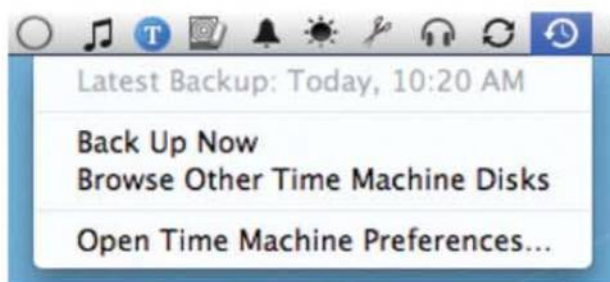 T
Latest Backup: Today, 10:20 AM
Back Up Now
Browse Other Time Machine Disks
Open Time Machine Preferences...